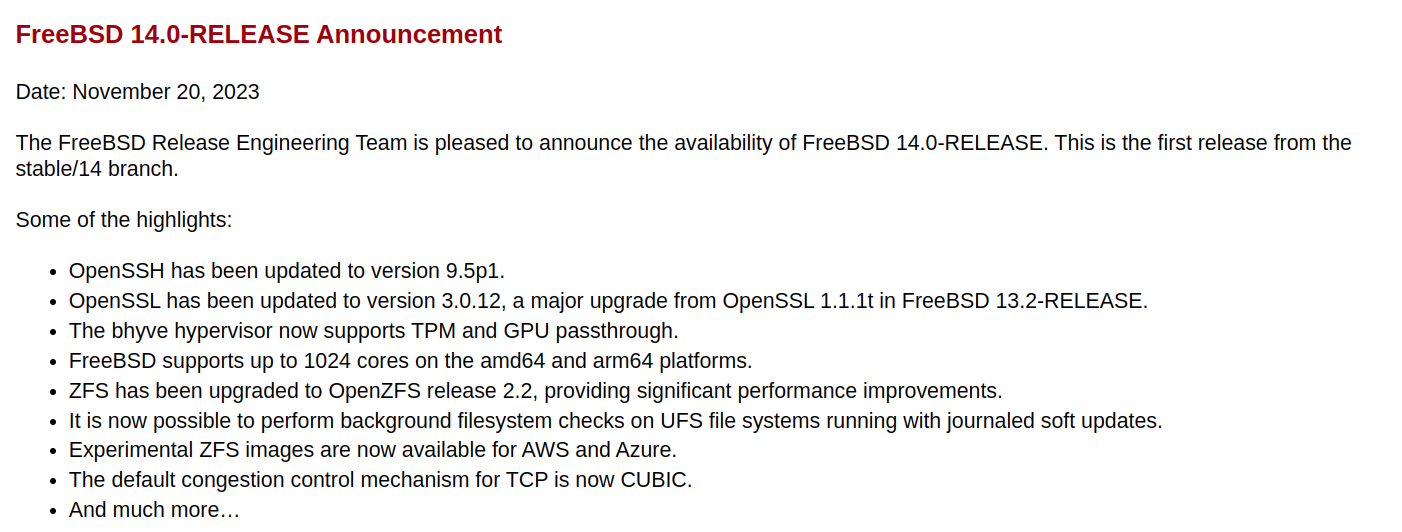 FreeBSD 14.0-RELEASE Announcement
Date: November 20, 2023
The FreeBSD Release Engineering Team is pleased to announce the availability of FreeBSD 14.0-RELEASE. This is the first release from the
stable/14 branch.
Some of the highlights:
• OpenSSH has been updated to version 9.5p1.
• OpenSSL has been updated to version 3.0.12, a major upgrade from OpenSSL 1.1.1t in FreeBSD 13.2-RELEASE.
• The bhyve hypervisor now supports TPM and GPU passthrough.
• FreeBSD supports up to 1024 cores on the amd64 and arm64 platforms.
• ZFS has been upgraded to OpenZFS release 2.2, providing significant performance improvements.
• It is now possible to perform background filesystem checks on UFS file systems running with journaled soft updates.
• Experimental ZFS images are now available for AWS and Azure.
• The default congestion control mechanism for TCP is now CUBIC.
• And much more…